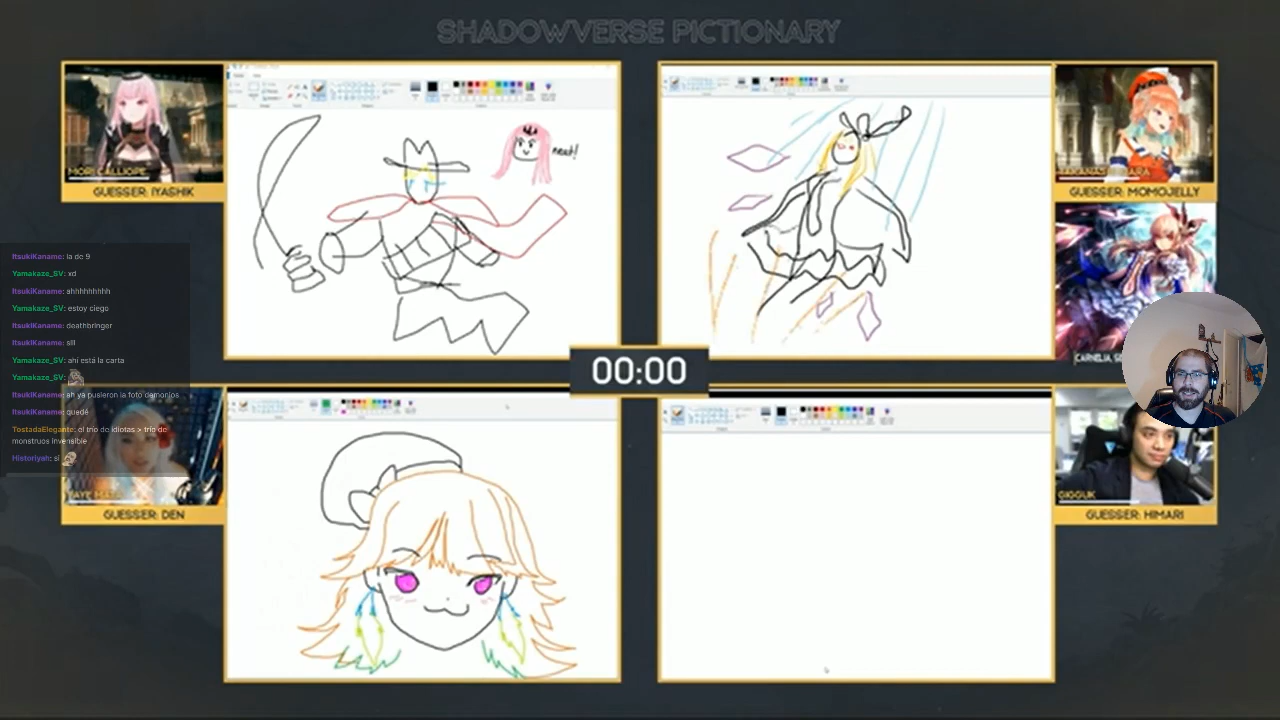 SHADOWVERSE PICTIONARY
MORI CALLIOPE
GUESSER: IYASHIK
neat!
GUESSER: MOMOJELLY
00:00
ItsukiKaname: la de 9
Yamakaze_SV: xd
ItsukiKaname: ahhhhhhhhh
Yamakaze_SV: estoy ciego
ItsukiKaname: deathbringer
ItsukiKaname: siii
Yamakaze_SV: ahí está la carta
Yamakaze_SV:
ItsukiKaname: ah ya pusieron la foto demonios
ItsukiKaname: quedé
TostadaElegante: el trio de idiotas > trio de
monstruos invensible
Historiyah: si
GUESSER: DEN
GIGGUK
GUESSER: HIMARI